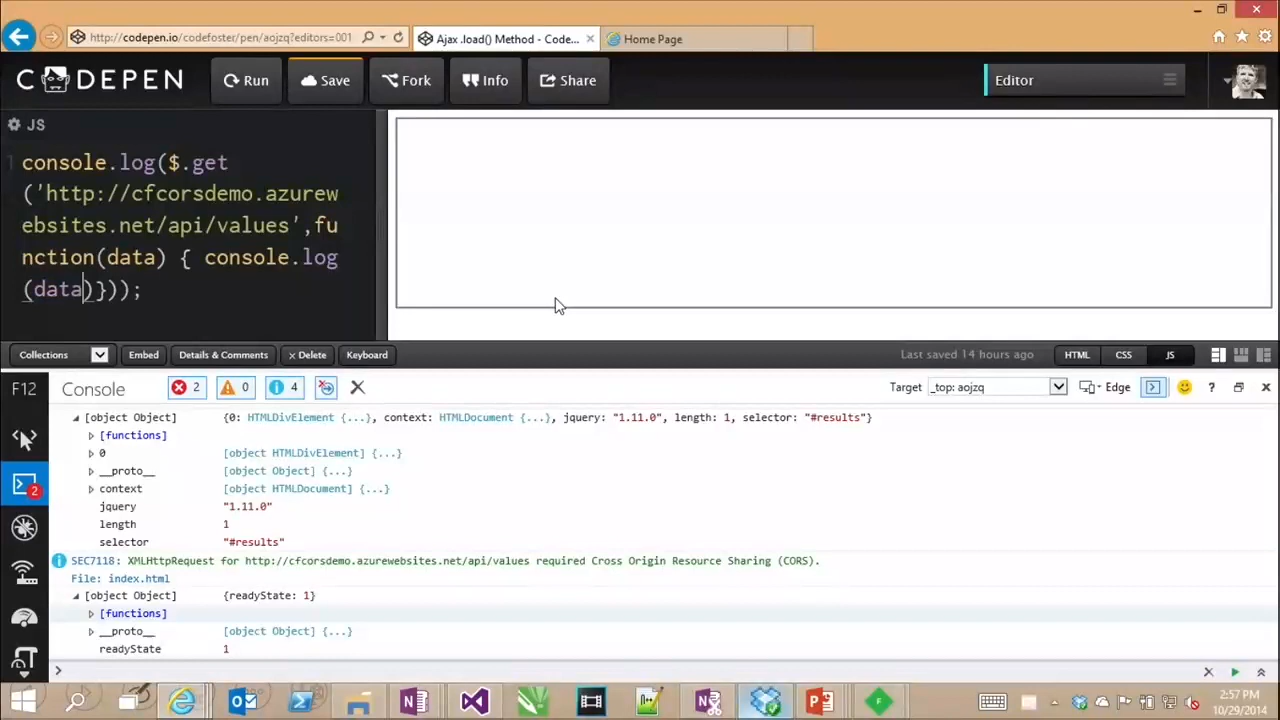 http://codepen.io/codefoster/pen/aojzq?editors=001
Ajax .load() Method - Code...
Home Page
CODEPEN
Run
Save
Fork
Info
Share
Editor
JS
1
console.log($.get
('http://cfcorsdemo.azurew
ebsites.net/api/values',fu
nction(data) { console.log
(data)}));
Collections
Embed
Details & Comments
x Delete
Keyboard
Last saved 14 hours ago
HTML
CSS
JS
F12
Console
2
0
4
Target
_top: aojzq
Edge
?
[object Object] {0: HTMLDivElement {...}, context: HTMLDocument {...}, jquery: "1.11.0", length: 1, selector: "#results"}
[functions]
0 [object HTMLDivElement] {...}
__proto__ [object Object] {...}
context [object HTMLDocument] {...}
jquery "1.11.0"
length 1
selector "#results"
SEC7118: XMLHttpRequest for http://cfcorsdemo.azurewebsites.net/api/values required Cross Origin Resource Sharing (CORS).
File: index.html
[object Object] {readyState: 1}
[functions]
__proto__ [object Object] {...}
readyState 1
2
2:57 PM
10/29/2014